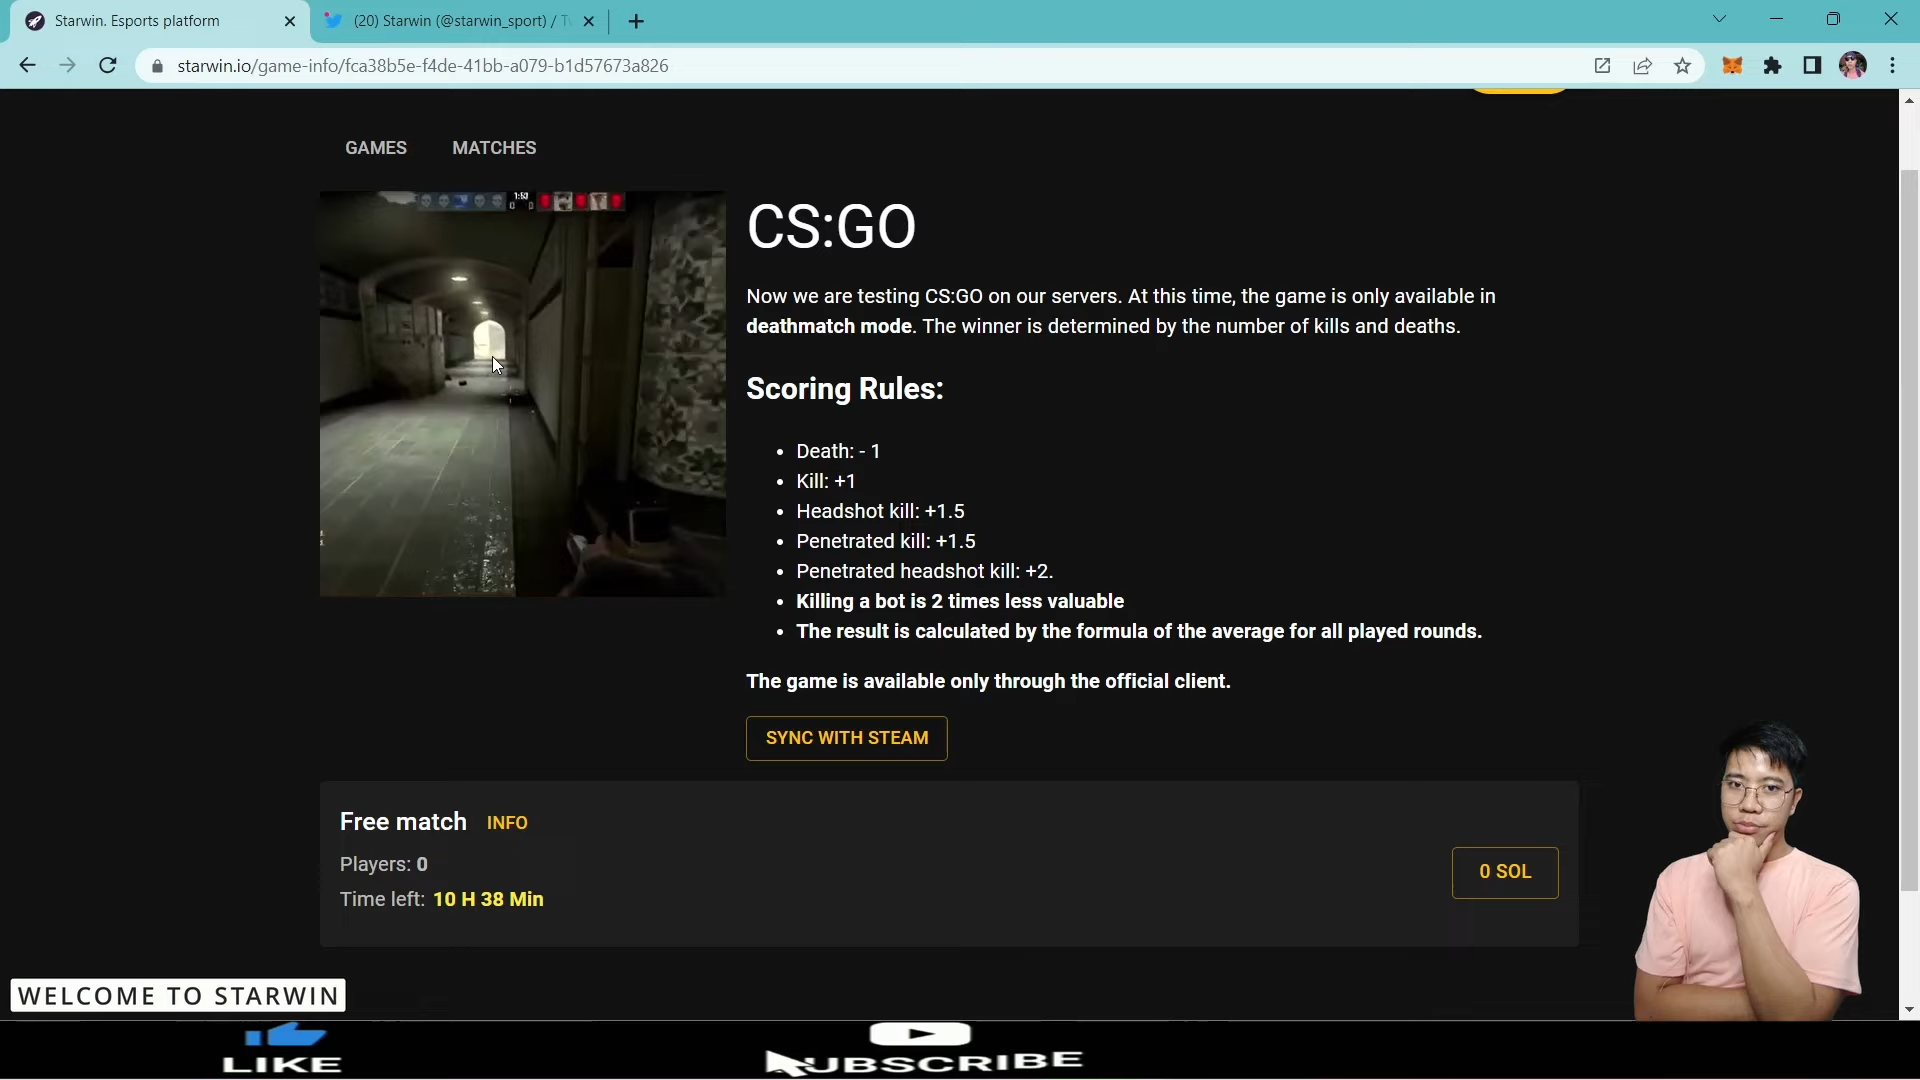 Starwin. Esports platform
(20) Starwin (@starwin_sport) / Tw
starwin.io/game-info/fca38b5e-f4de-41bb-a079-b1d57673a826
GAMES MATCHES
1:53
0 0
CS:GO
Now we are testing CS:GO on our servers. At this time, the game is only available in
deathmatch mode. The winner is determined by the number of kills and deaths.
Scoring Rules:
• Death: - 1
• Kill: +1
• Headshot kill: +1.5
• Penetrated kill: +1.5
• Penetrated headshot kill: +2.
• Killing a bot is 2 times less valuable
• The result is calculated by the formula of the average for all played rounds.
The game is available only through the official client.
SYNC WITH STEAM
Free match INFO
Players: 0
Time left: 10 H 38 Min
0 SOL
WELCOME TO STARWIN
LIKE
SUBSCRIBE